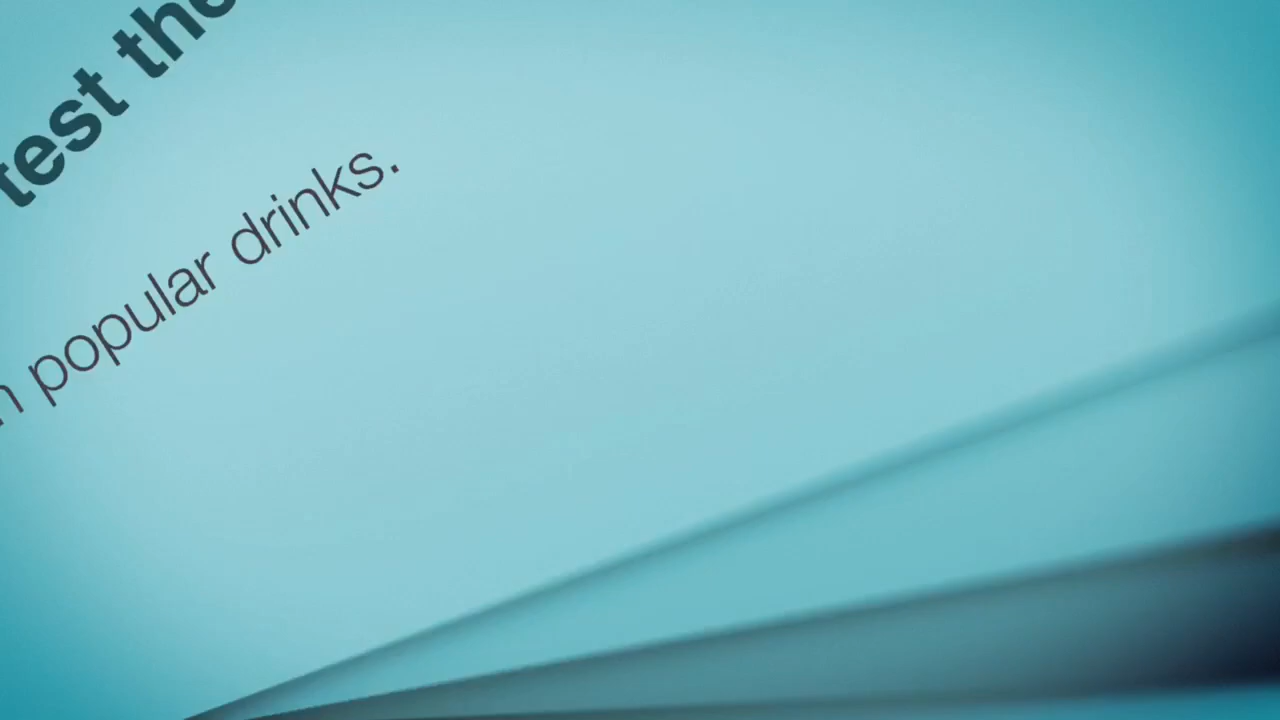 test the
popular drinks.